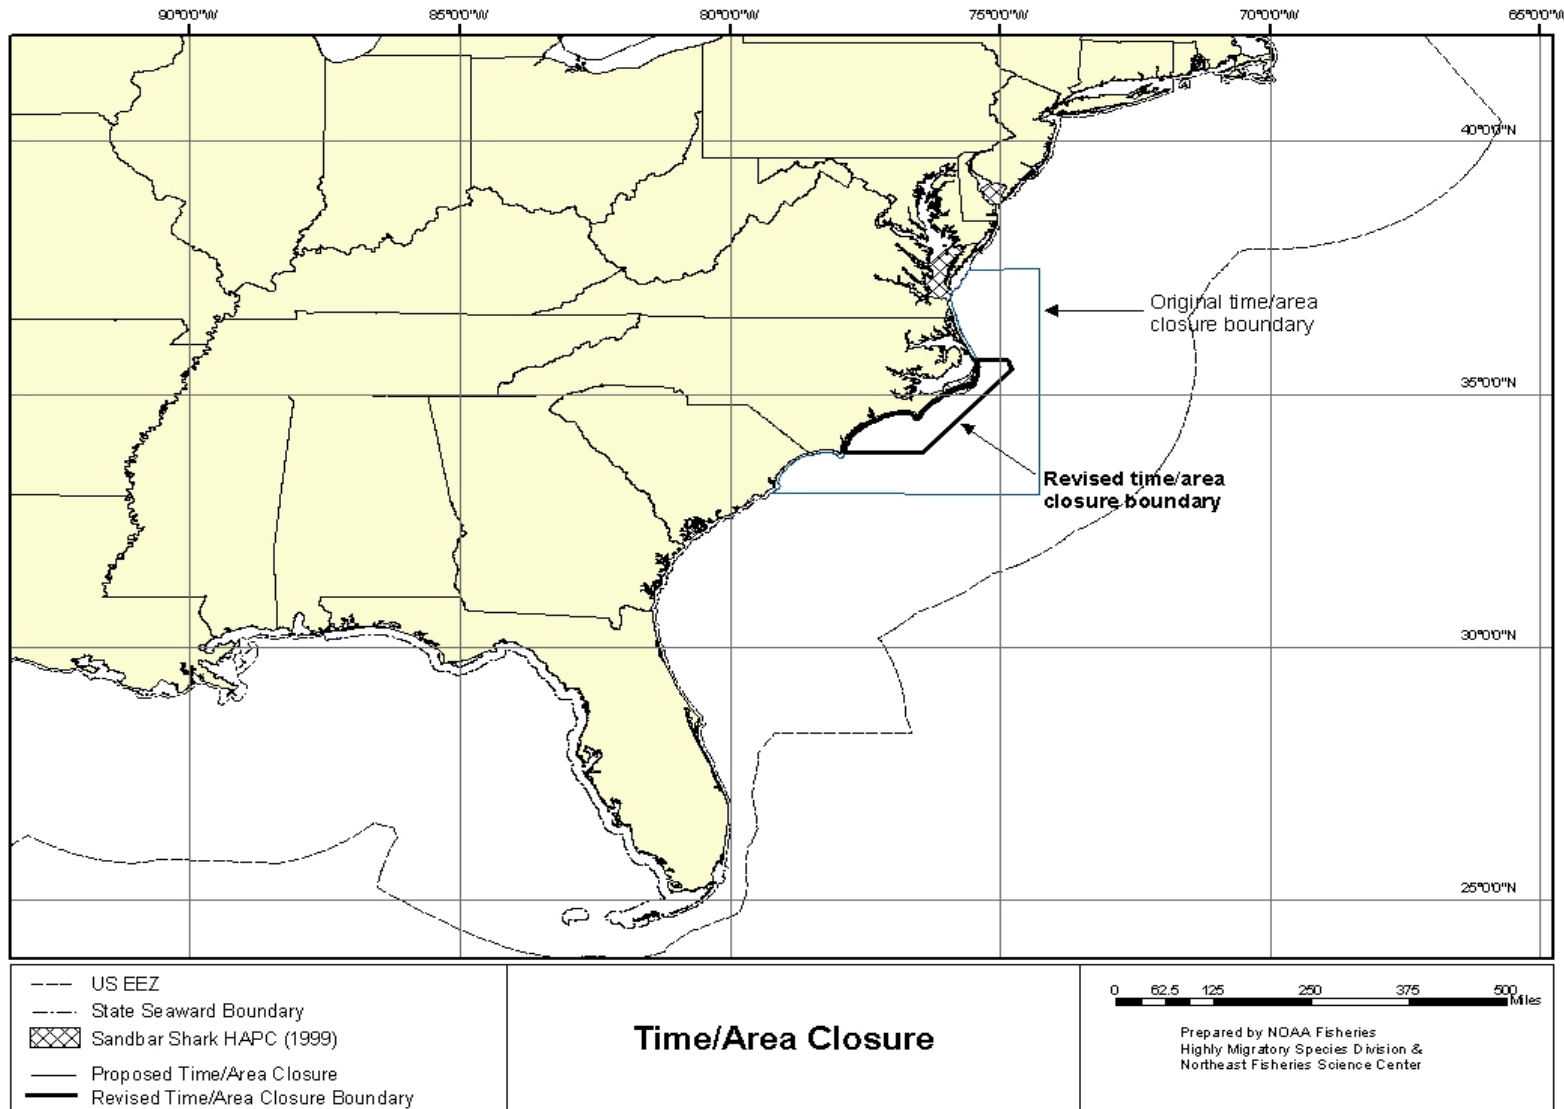 90°0'0"W
85°0'0"W
80°0'0"W
75°0'0"W
70°0'0"W
65°0'0"W
40°0'0"N
Original time/area
closure boundary
35°0'0"N
Revised time/area
closure boundary
30°0'0"N
25°0'0"N
US EEZ
State Seaward Boundary
Sandbar Shark HAPC (1999)
Proposed Time/Area Closure
Revised Time/Area Closure Boundary
Time/Area Closure
0 62.5 125 250 375 500
Miles
Prepared by NOAA Fisheries
Highly Migratory Species Division &
Northeast Fisheries Science Center